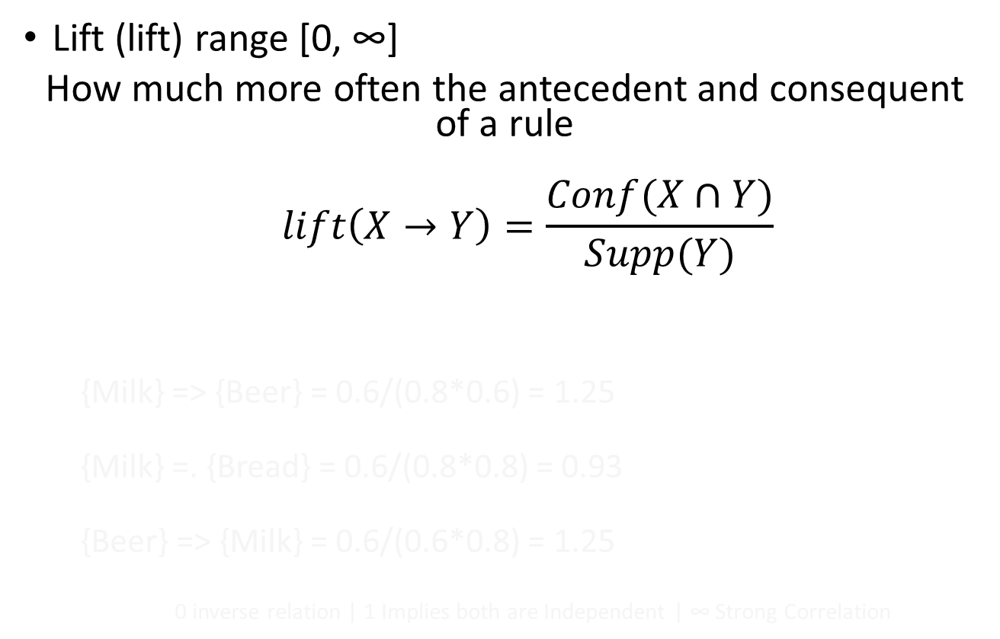 • Lift (lift) range [0, ∞]
How much more often the antecedent and consequent
of a rule
lift(X → Y) = Conf(X ∩ Y) / Supp(Y)
{Milk} => {Beer} = 0.6/(0.8*0.6) = 1.25
{Milk} =. {Bread} = 0.6/(0.8*0.8) = 0.93
{Beer} => {Milk} = 0.6/(0.6*0.8) = 1.25
0 inverse relation | 1 Implies both are Independent | ∞ Strong Correlation